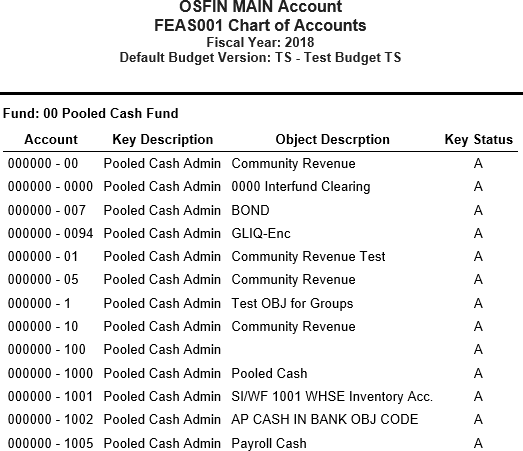 OSFIN MAIN Account
FEAS001 Chart of Accounts
Fiscal Year: 2018
Default Budget Version: TS - Test Budget TS
Fund: 00 Pooled Cash Fund
Account Key Description Object Descrption Key Status
000000 - 00 Pooled Cash Admin Community Revenue A
000000 - 0000 Pooled Cash Admin 0000 Interfund Clearing A
000000 - 007 Pooled Cash Admin BOND A
000000 - 0094 Pooled Cash Admin GLIQ-Enc A
000000 - 01 Pooled Cash Admin Community Revenue Test A
000000 - 05 Pooled Cash Admin Community Revenue A
000000 - 1 Pooled Cash Admin Test OBJ for Groups A
000000 - 10 Pooled Cash Admin Community Revenue A
000000 - 100 Pooled Cash Admin A
000000 - 1000 Pooled Cash Admin Pooled Cash A
000000 - 1001 Pooled Cash Admin SI/WF 1001 WHSE Inventory Acc. A
000000 - 1002 Pooled Cash Admin AP CASH IN BANK OBJ CODE A
000000 - 1005 Pooled Cash Admin Payroll Cash A